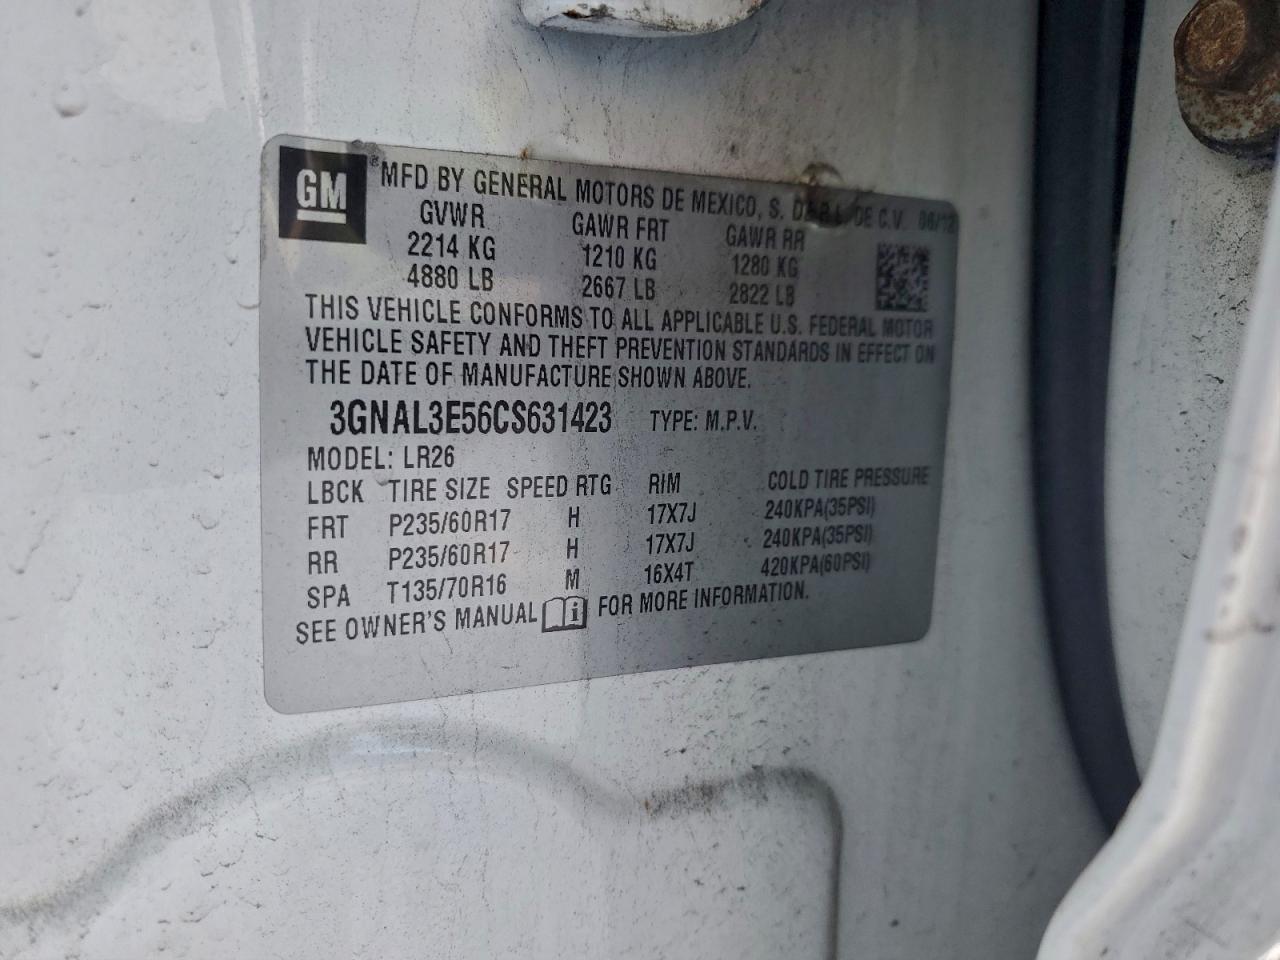 GM
® MFD BY GENERAL MOTORS DE MEXICO, S. DE R.L. DE C.V. 06/12
GVWR GAWR FRT GAWR RR
2214 KG 1210 KG 1280 KG
4880 LB 2667 LB 2822 LB
THIS VEHICLE CONFORMS TO ALL APPLICABLE U.S. FEDERAL MOTOR
VEHICLE SAFETY AND THEFT PREVENTION STANDARDS IN EFFECT ON
THE DATE OF MANUFACTURE SHOWN ABOVE.
3GNAL3E56CS631423 TYPE: M.P.V.
MODEL: LR26
LBCK TIRE SIZE SPEED RTG RIM COLD TIRE PRESSURE
FRT P235/60R17 H 17X7J 240KPA(35PSI)
RR P235/60R17 H 17X7J 240KPA(35PSI)
SPA T135/70R16 M 16X4T 420KPA(60PSI)
SEE OWNER'S MANUAL i FOR MORE INFORMATION.